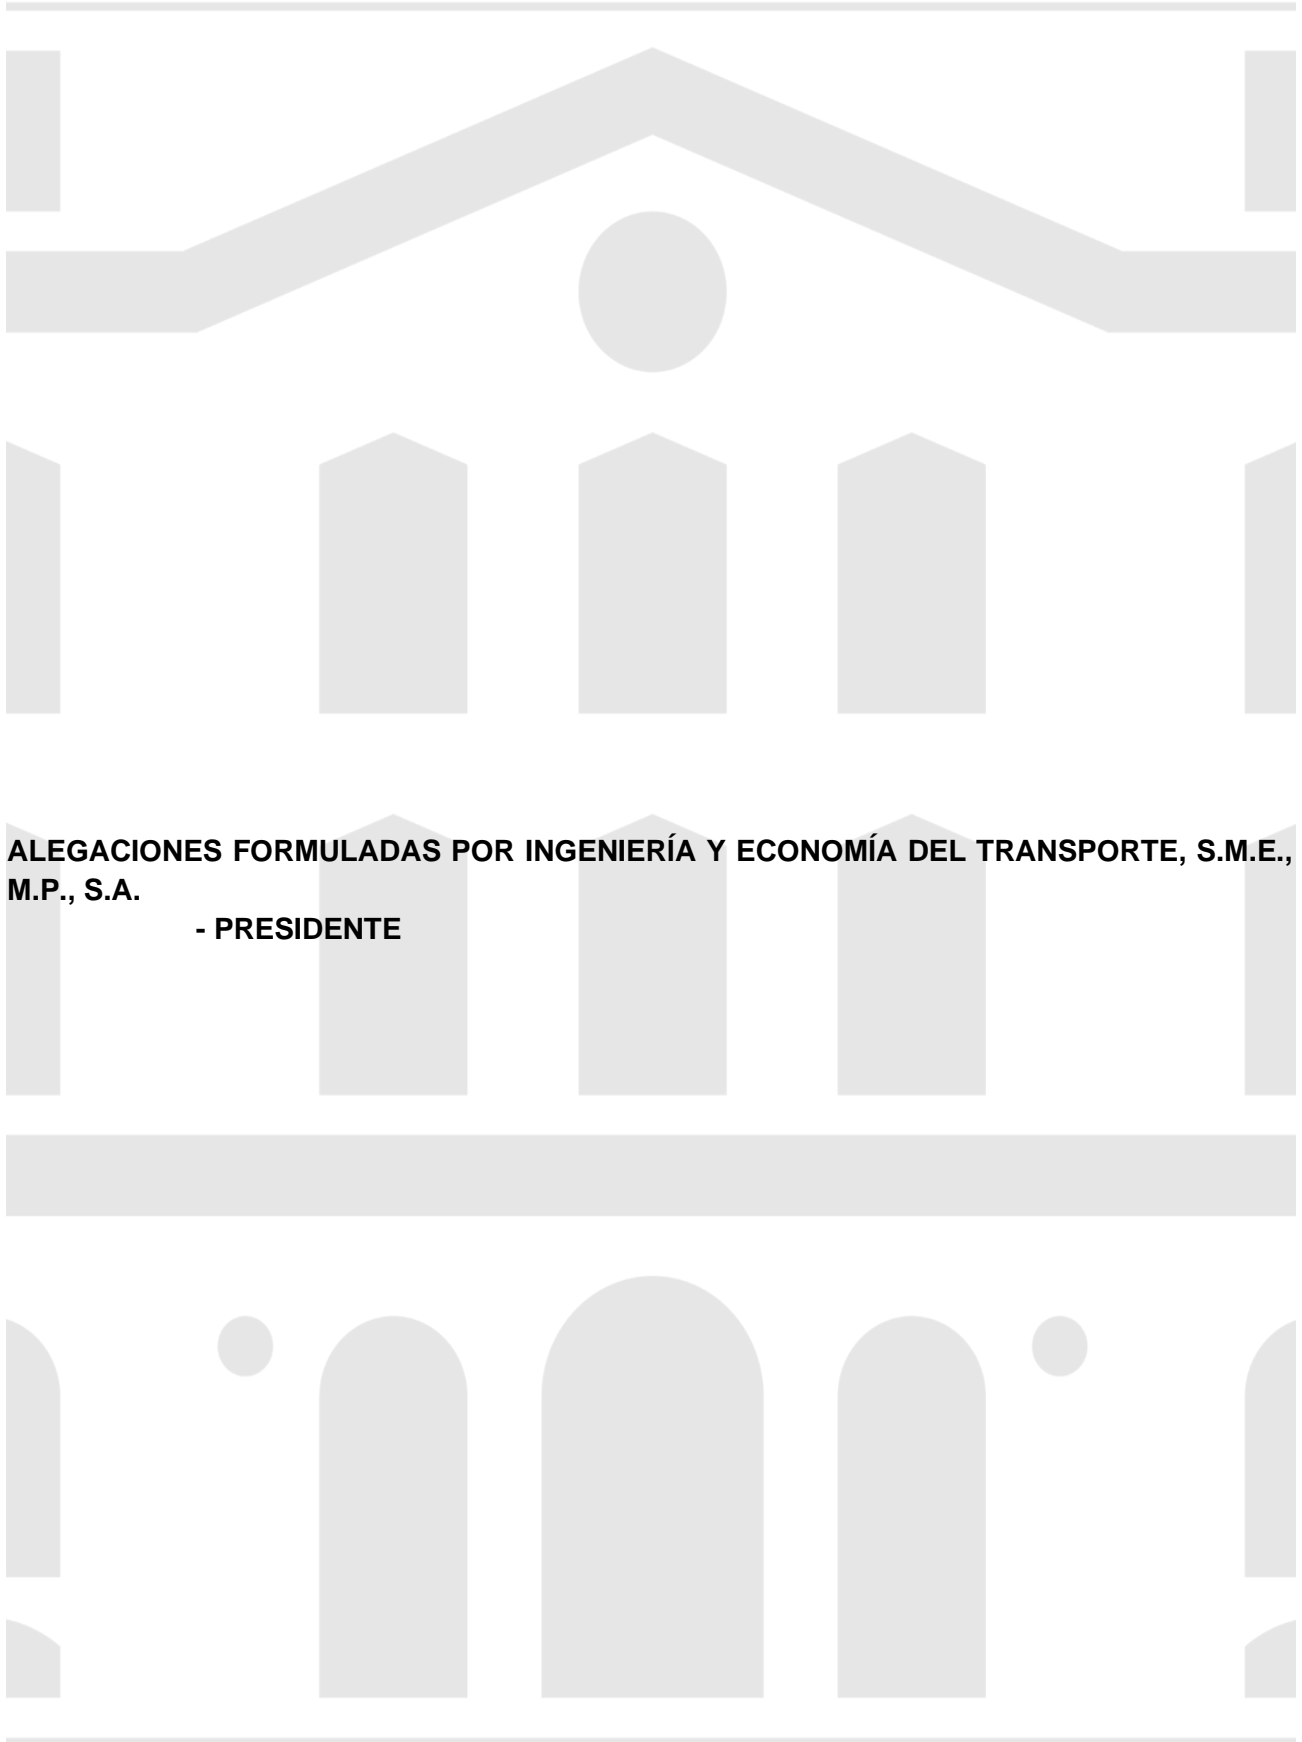 ALEGACIONES FORMULADAS POR INGENIERÍA Y ECONOMÍA DEL TRANSPORTE, S.M.E.,
M.P., S.A.
- PRESIDENTE